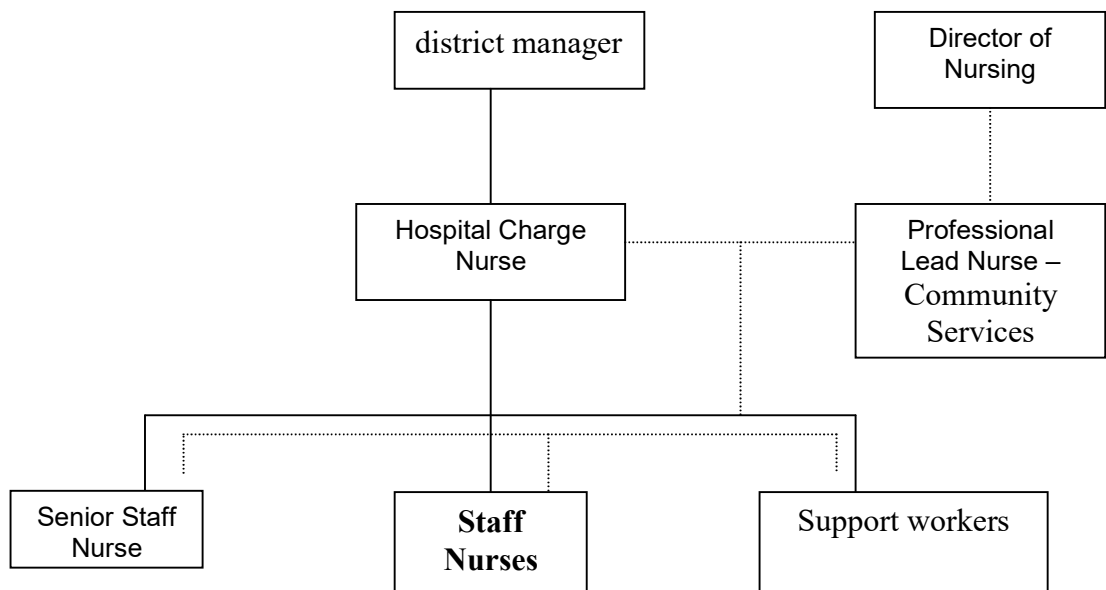 district manager
Director of
Nursing
Hospital Charge
Nurse
Professional
Lead Nurse –
Community
Services
Senior Staff
Nurse
Staff
Nurses
Support workers